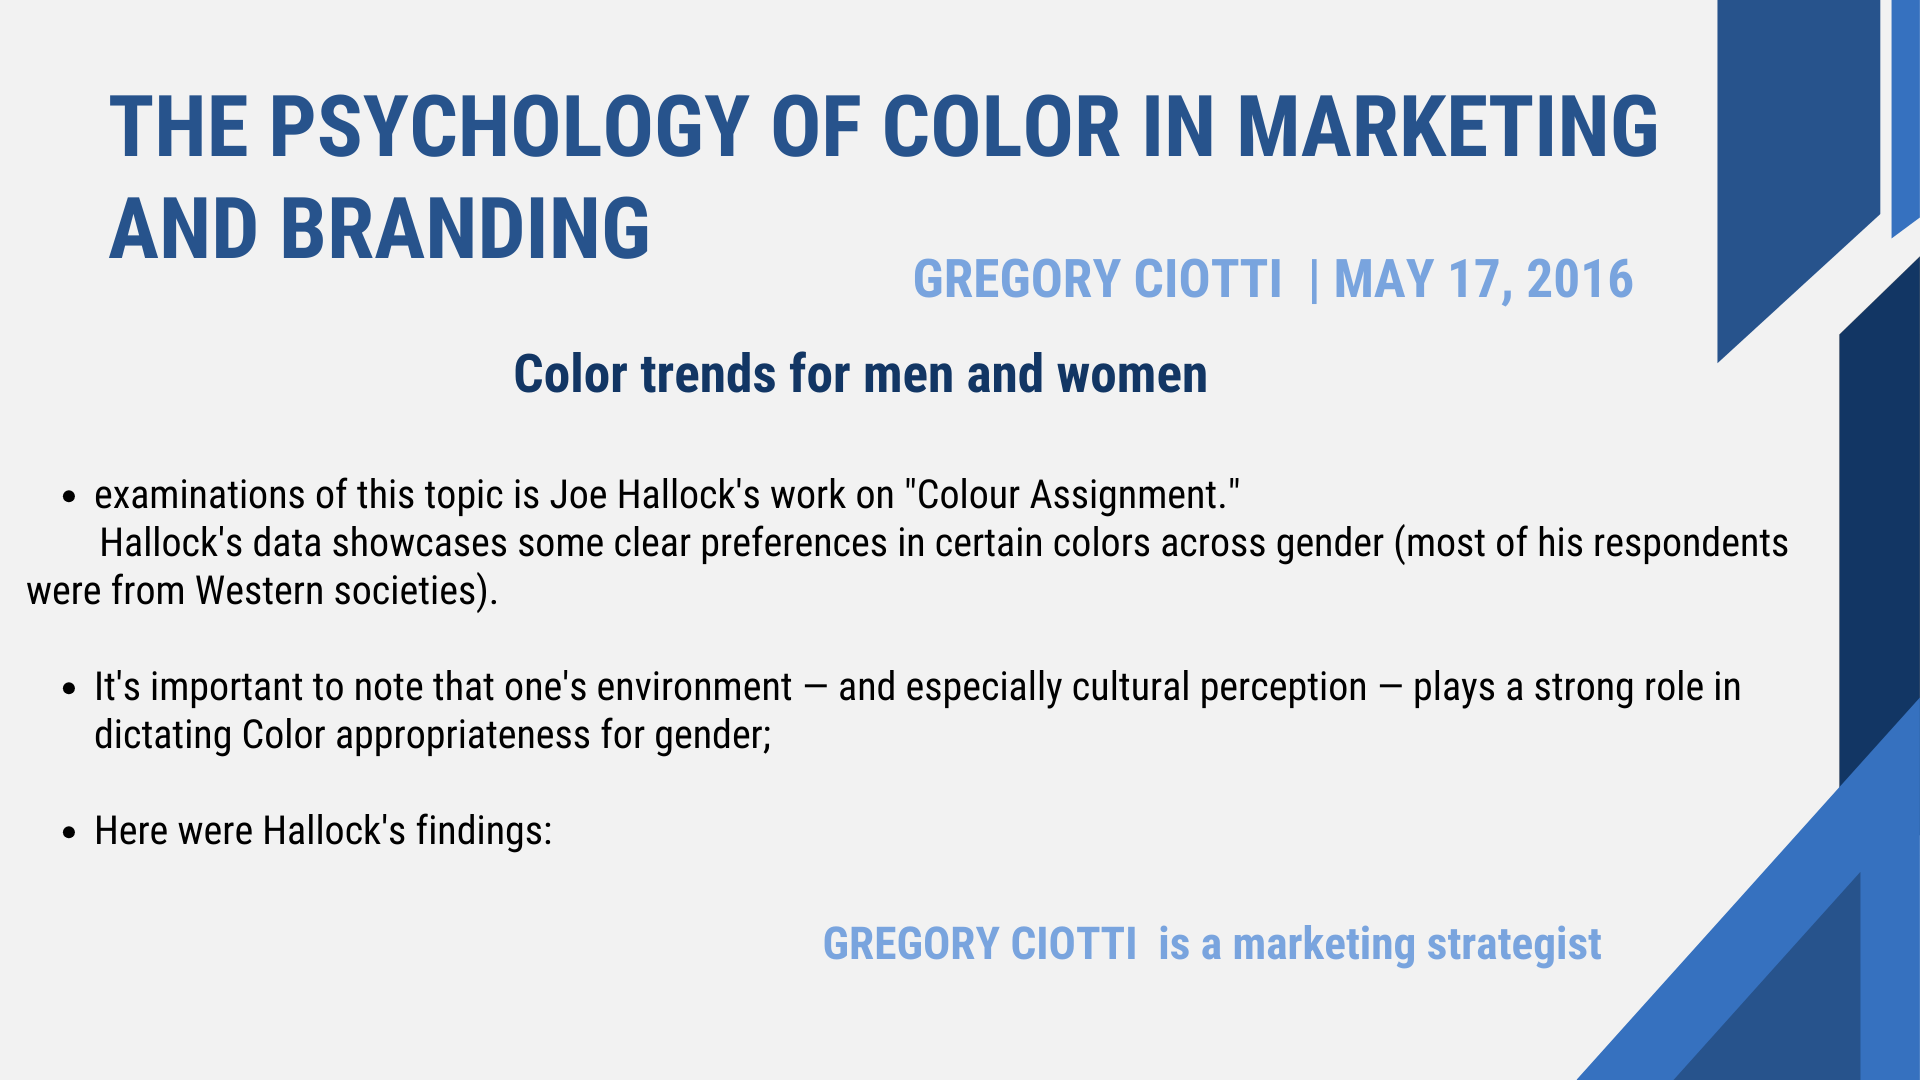 THE PSYCHOLOGY OF COLOR IN MARKETING
AND BRANDING
GREGORY CIOTTI | MAY 17, 2016
Color trends for men and women
• examinations of this topic is Joe Hallock's work on "Colour Assignment."
Hallock's data showcases some clear preferences in certain colors across gender (most of his respondents
were from Western societies).
• It's important to note that one's environment — and especially cultural perception — plays a strong role in
dictating Color appropriateness for gender;
• Here were Hallock's findings:
GREGORY CIOTTI is a marketing strategist